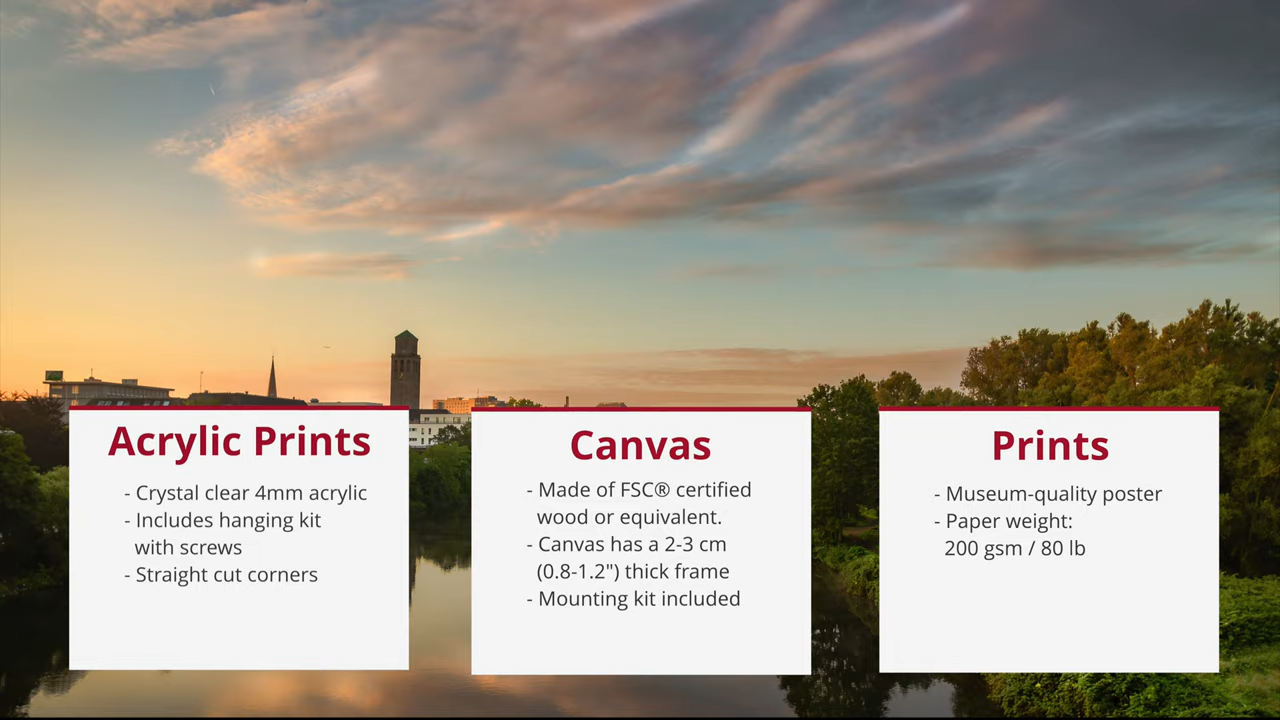 Acrylic Prints
- Crystal clear 4mm acrylic
- Includes hanging kit
with screws
- Straight cut corners
Canvas
- Made of FSC® certified
wood or equivalent.
- Canvas has a 2-3 cm
(0.8-1.2") thick frame
- Mounting kit included
Prints
- Museum-quality poster
- Paper weight:
200 gsm / 80 lb